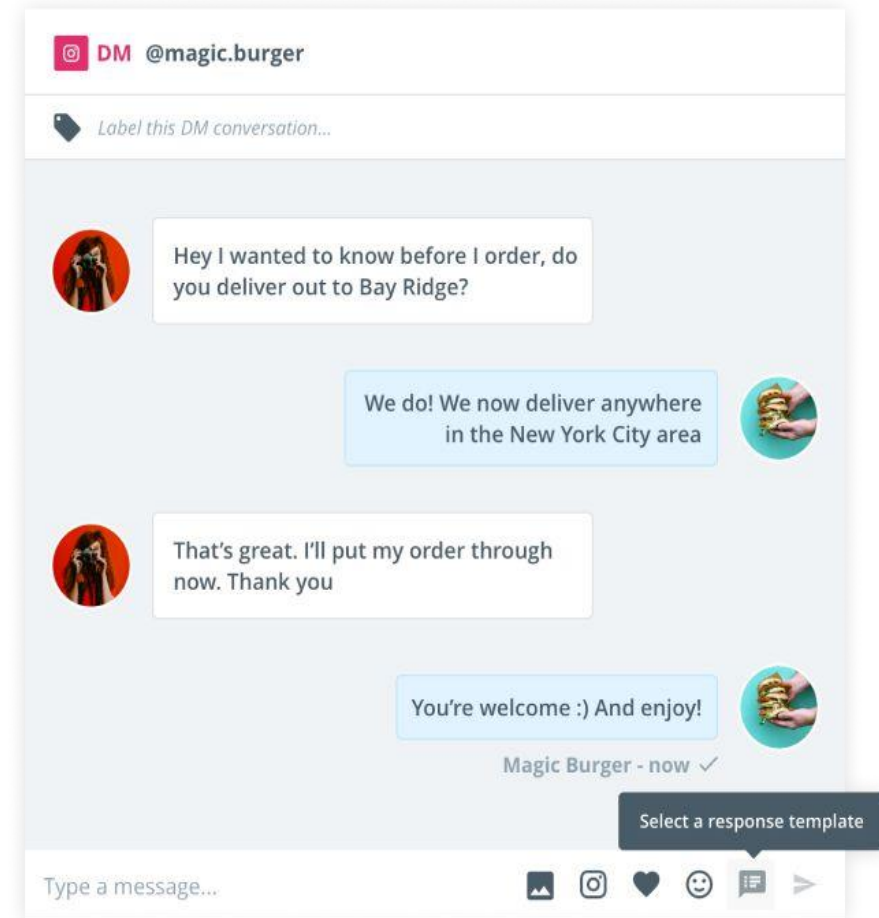 DM @magic.burger
Label this DM conversation...
Hey I wanted to know before I order, do
you deliver out to Bay Ridge?
We do! We now deliver anywhere
in the New York City area
That's great. I'll put my order through
now. Thank you
You're welcome :) And enjoy!
Magic Burger - now ✓
Select a response template
Type a message...